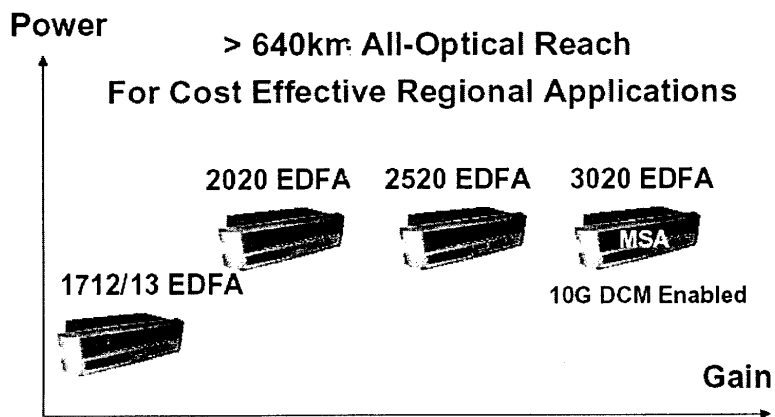 Power
> 640km All-Optical Reach
For Cost Effective Regional Applications
2020 EDFA
2520 EDFA
3020 EDFA
MSA
1712/13 EDFA
10G DCM Enabled
Gain